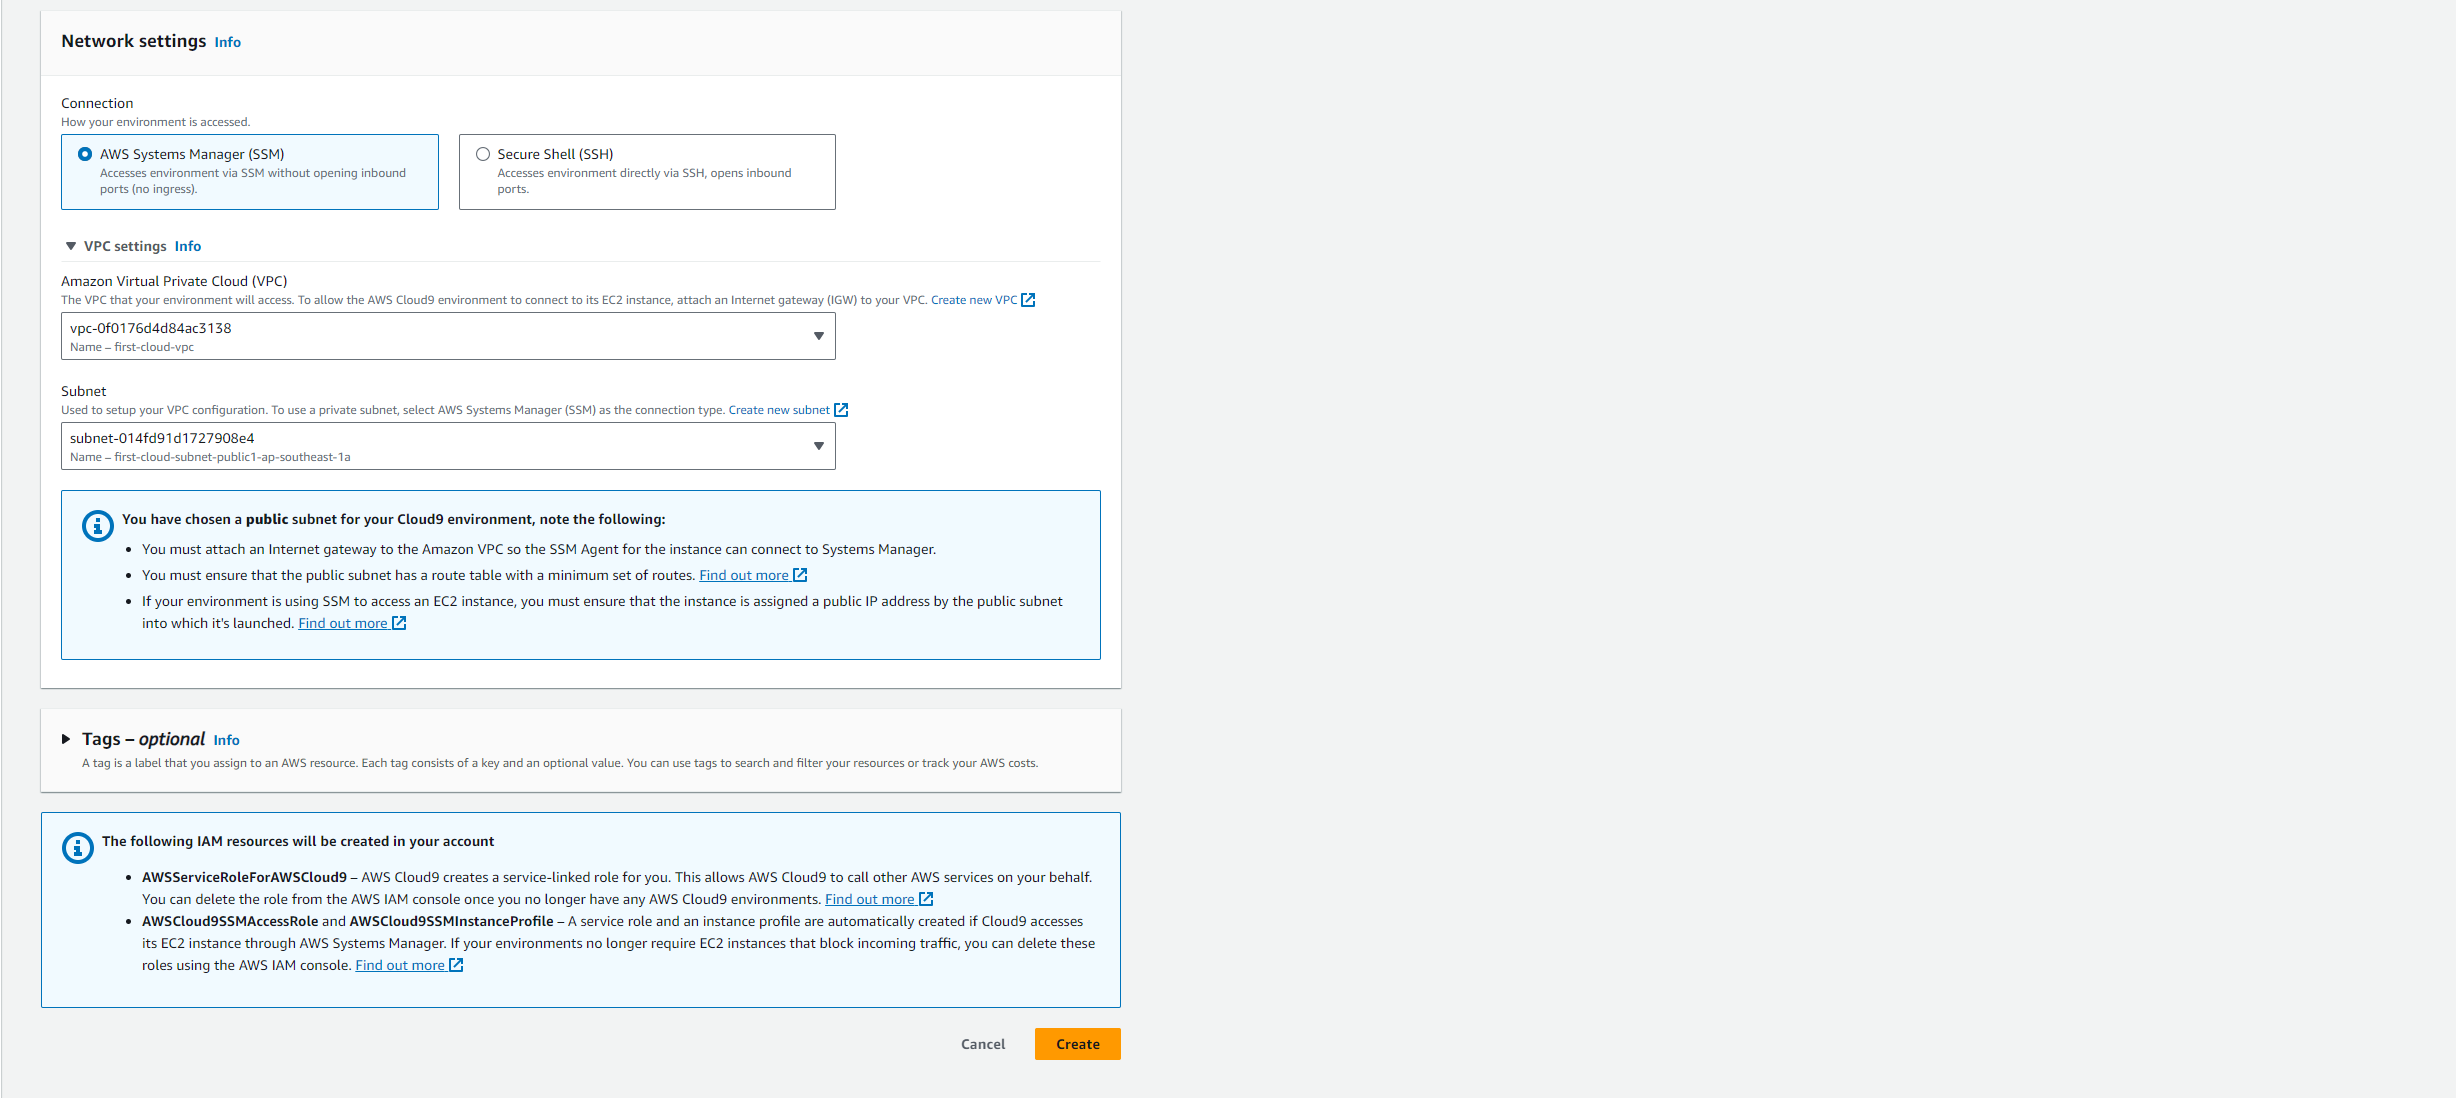 Network settings Info
Connection
How your environment is accessed.
AWS Systems Manager (SSM)
Accesses environment via SSM without opening inbound
ports (no ingress).
Secure Shell (SSH)
Accesses environment directly via SSH, opens inbound
ports.
VPC settings Info
Amazon Virtual Private Cloud (VPC)
The VPC that your environment will access. To allow the AWS Cloud9 environment to connect to its EC2 instance, attach an Internet gateway (IGW) to your VPC. Create new VPC
vpc-0f0176d4d84ac3138
Name – first-cloud-vpc
Subnet
Used to setup your VPC configuration. To use a private subnet, select AWS Systems Manager (SSM) as the connection type. Create new subnet
subnet-014fd91d1727908e4
Name – first-cloud-subnet-public1-ap-southeast-1a
You have chosen a public subnet for your Cloud9 environment, note the following:
• You must attach an Internet gateway to the Amazon VPC so the SSM Agent for the instance can connect to Systems Manager.
• You must ensure that the public subnet has a route table with a minimum set of routes. Find out more
• If your environment is using SSM to access an EC2 instance, you must ensure that the instance is assigned a public IP address by the public subnet
into which it's launched. Find out more
Tags – optional Info
A tag is a label that you assign to an AWS resource. Each tag consists of a key and an optional value. You can use tags to search and filter your resources or track your AWS costs.
The following IAM resources will be created in your account
• AWSServiceRoleForAWSCloud9 – AWS Cloud9 creates a service-linked role for you. This allows AWS Cloud9 to call other AWS services on your behalf.
You can delete the role from the AWS IAM console once you no longer have any AWS Cloud9 environments. Find out more
• AWSCloud9SSMAccessRole and AWSCloud9SSMInstanceProfile – A service role and an instance profile are automatically created if Cloud9 accesses
its EC2 instance through AWS Systems Manager. If your environments no longer require EC2 instances that block incoming traffic, you can delete these
roles using the AWS IAM console. Find out more
Cancel Create